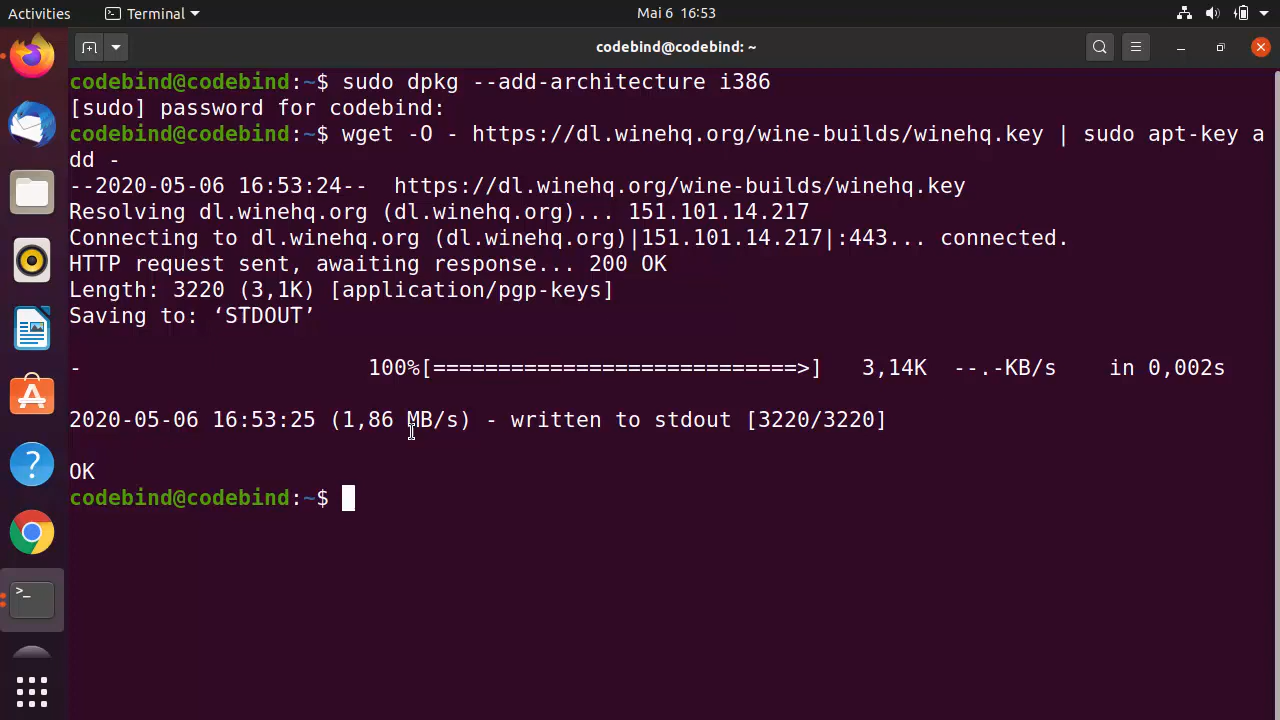 Activities Terminal Mai 6 16:53
codebind@codebind: ~
codebind@codebind:~$ sudo dpkg --add-architecture i386
[sudo] password for codebind:
codebind@codebind:~$ wget -O - https://dl.winehq.org/wine-builds/winehq.key | sudo apt-key a
dd -
--2020-05-06 16:53:24--  https://dl.winehq.org/wine-builds/winehq.key
Resolving dl.winehq.org (dl.winehq.org)... 151.101.14.217
Connecting to dl.winehq.org (dl.winehq.org)|151.101.14.217|:443... connected.
HTTP request sent, awaiting response... 200 OK
Length: 3220 (3,1K) [application/pgp-keys]
Saving to: ‘STDOUT’
-                       100%[============================>]   3,14K  --.-KB/s    in 0,002s
2020-05-06 16:53:25 (1,86 MB/s) - written to stdout [3220/3220]
OK
codebind@codebind:~$